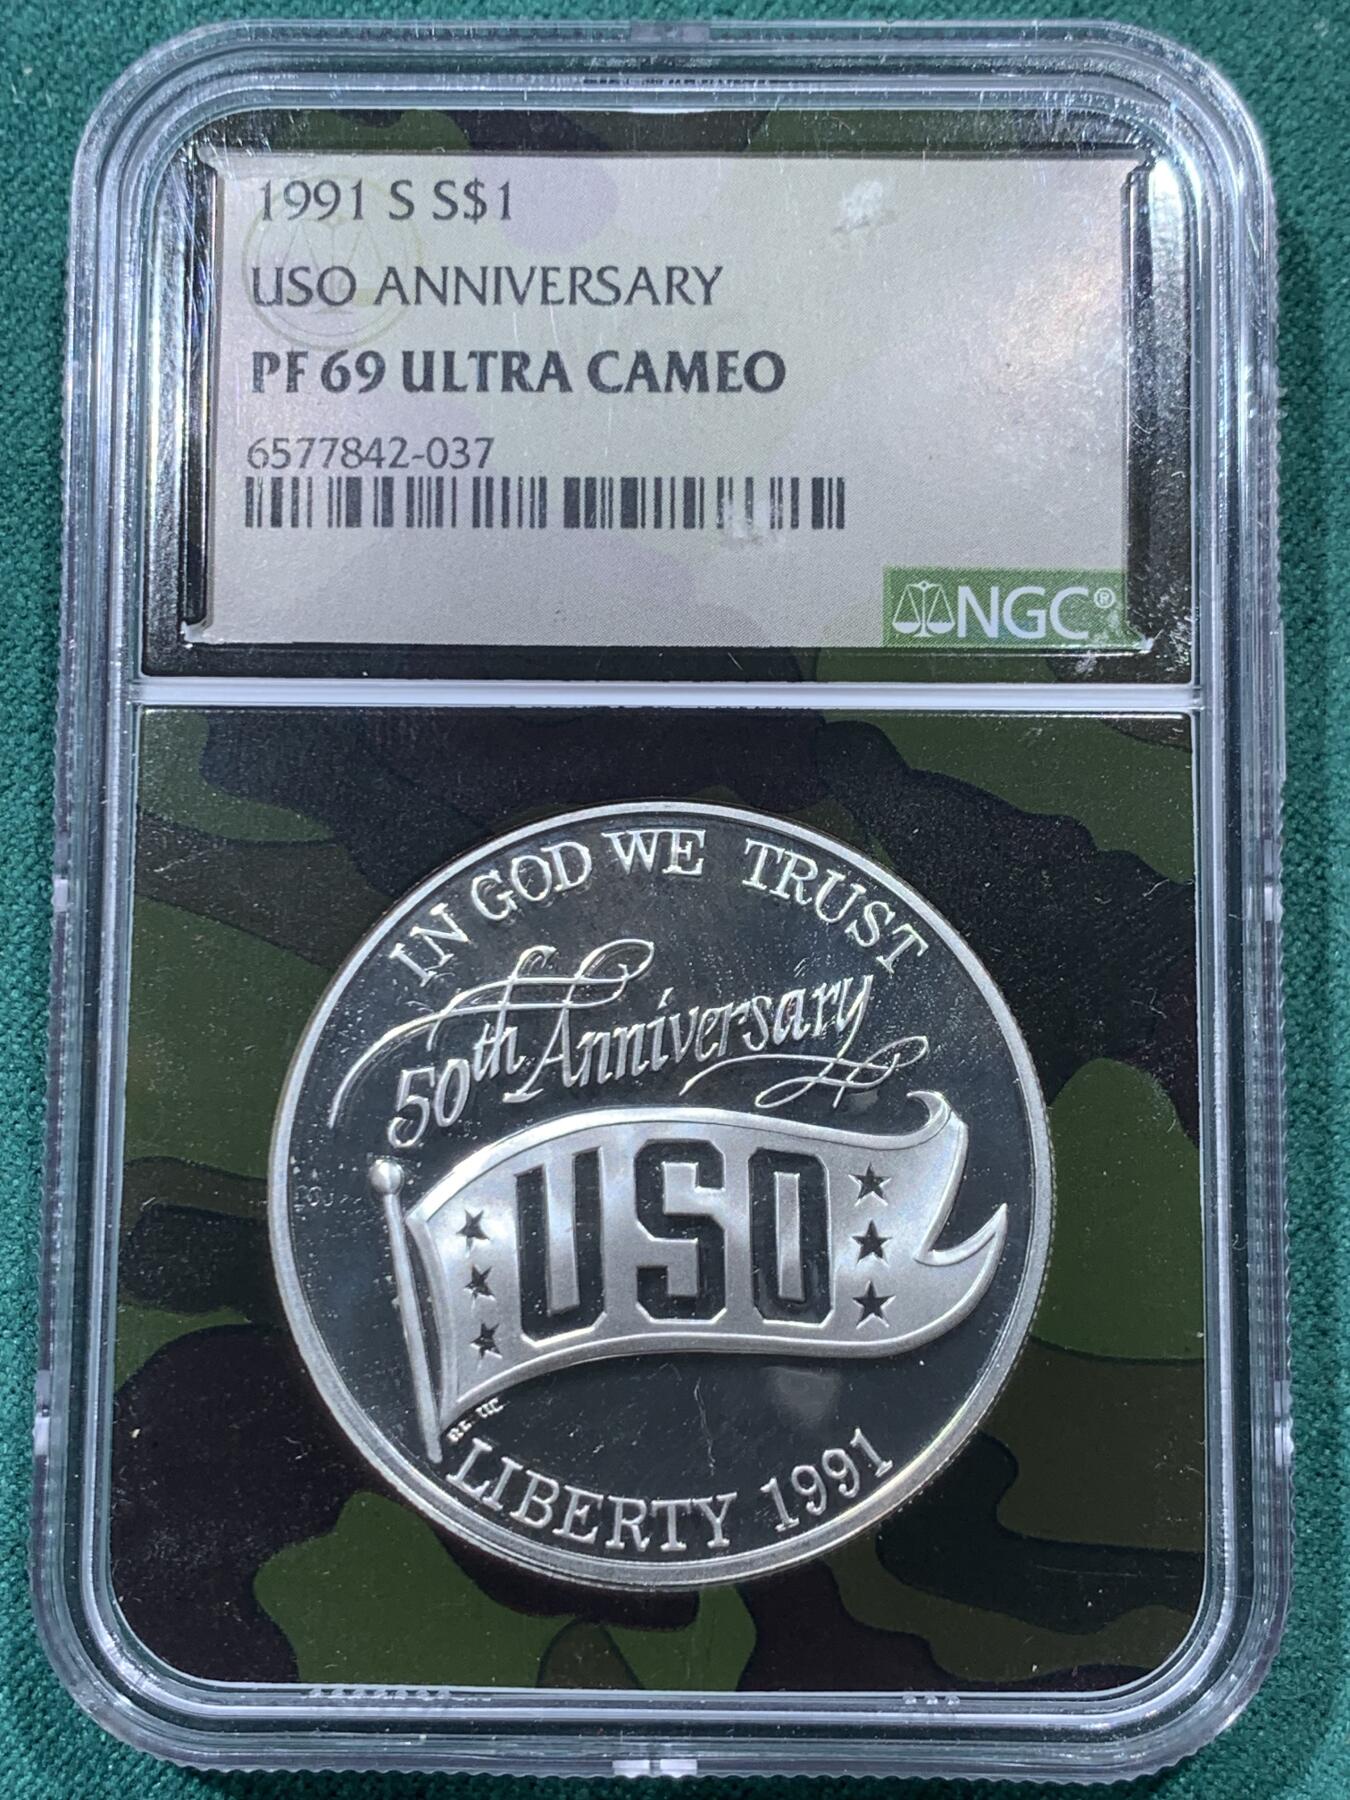 1991 S S$1
USO ANNIVERSARY
PF 69 ULTRA CAMEO
6577842-037
NGC®
IN GOD WE TRUST
50th Anniversary
USO
LIBERTY 1991